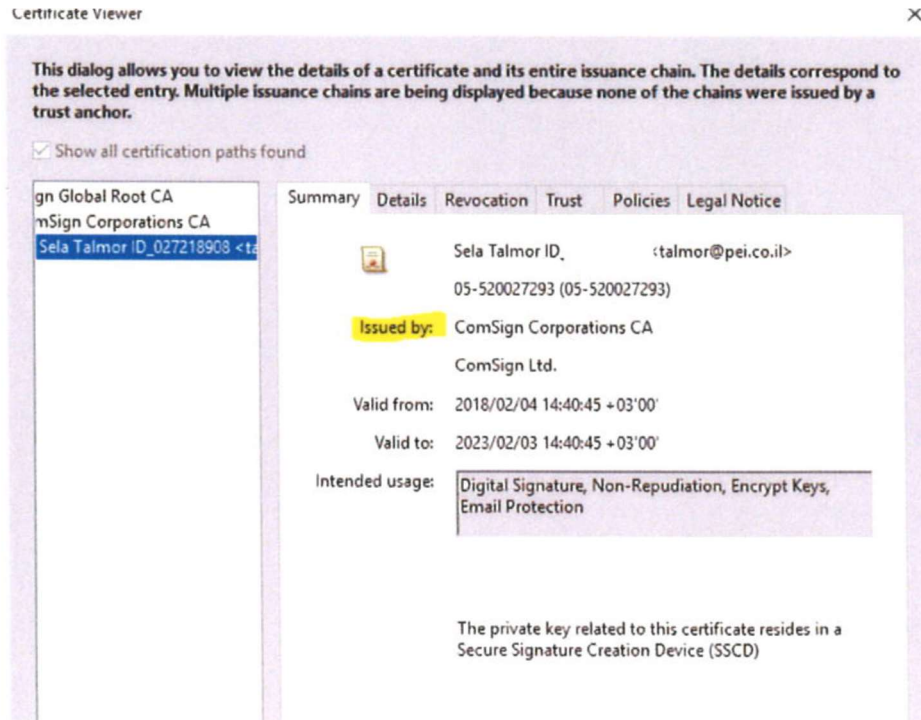 Certificate Viewer
This dialog allows you to view the details of a certificate and its entire issuance chain. The details correspond to
the selected entry. Multiple issuance chains are being displayed because none of the chains were issued by a
trust anchor.
Show all certification paths found
gn Global Root CA
mSign Corporations CA
Sela Talmor ID_027218908 <ta
Summary Details Revocation Trust Policies Legal Notice
Sela Talmor ID_ <talmor@pei.co.il>
05-520027293 (05-520027293)
Issued by: ComSign Corporations CA
ComSign Ltd.
Valid from: 2018/02/04 14:40:45 +03'00'
Valid to: 2023/02/03 14:40:45 +03'00'
Intended usage: Digital Signature, Non-Repudiation, Encrypt Keys,
Email Protection
The private key related to this certificate resides in a
Secure Signature Creation Device (SSCD)